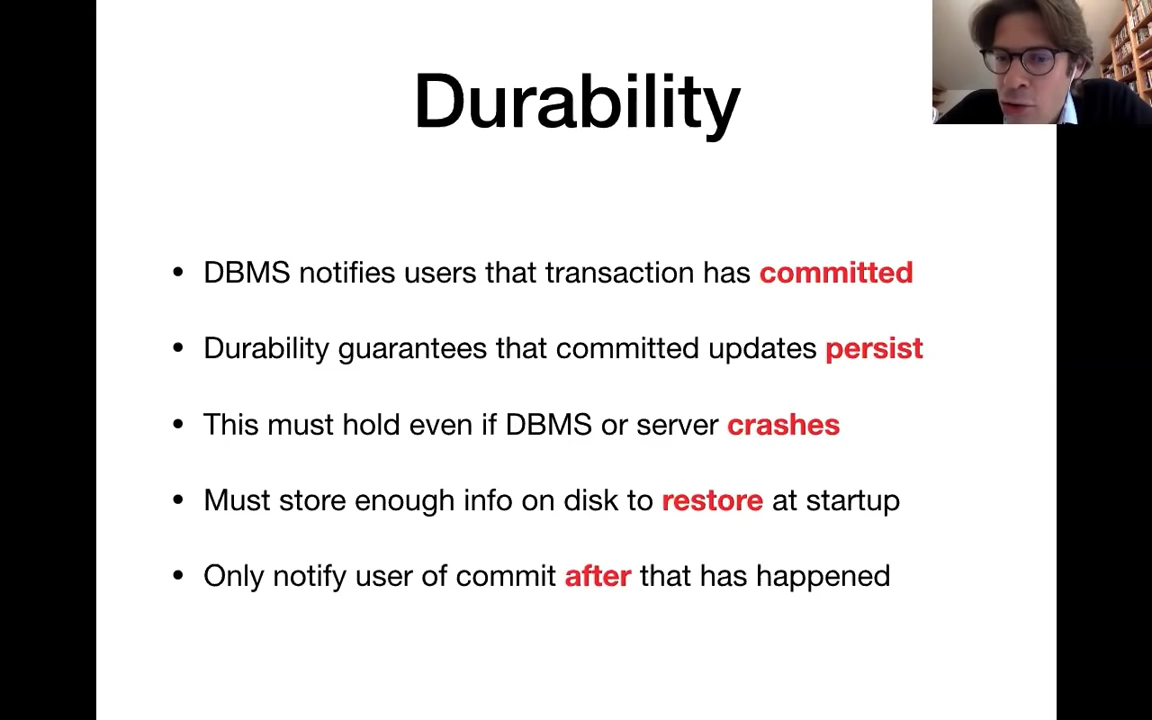 Durability
• DBMS notifies users that transaction has committed
• Durability guarantees that committed updates persist
• This must hold even if DBMS or server crashes
• Must store enough info on disk to restore at startup
• Only notify user of commit after that has happened